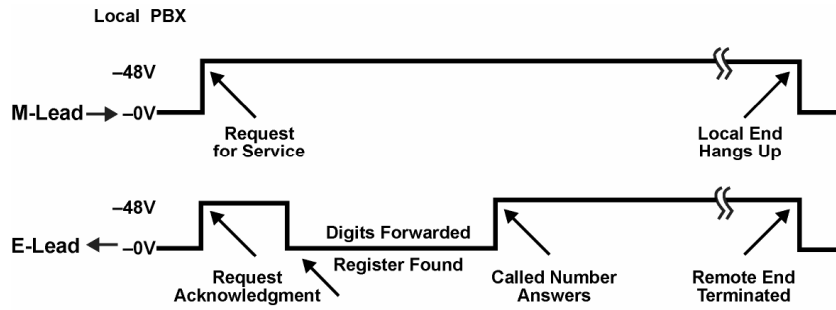 Local PBX
–48V
M-Lead
–0V
Request
for Service
Local End
Hangs Up
–48V
E-Lead
–0V
Digits Forwarded
Register Found
Request
Acknowledgment
Called Number
Answers
Remote End
Terminated